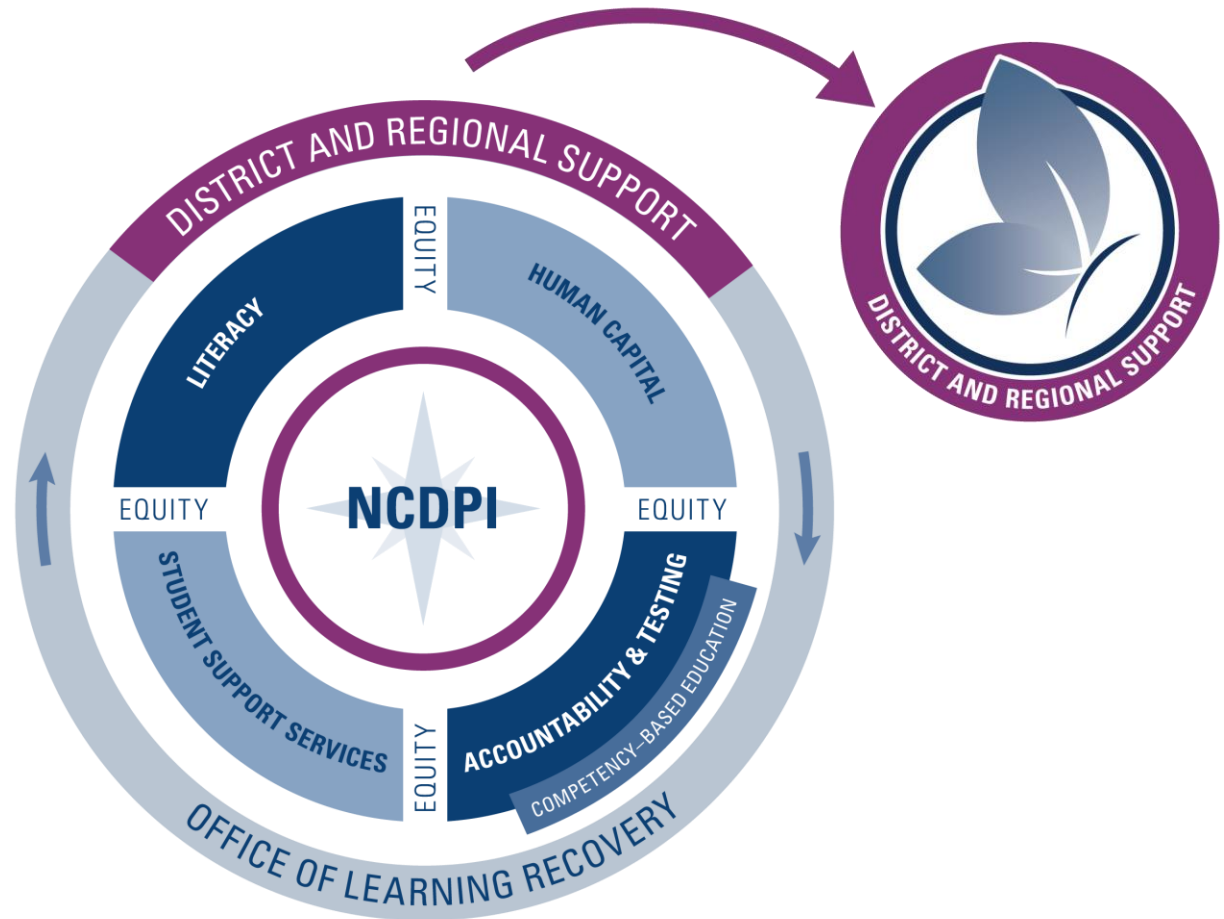 DISTRICT AND REGIONAL SUPPORT
DISTRICT AND REGIONAL SUPPORT
EQUITY
LITERACY
HUMAN CAPITAL
NCDPI
EQUITY
EQUITY
STUDENT SUPPORT SERVICES
ACCOUNTABILITY & TESTING
COMPETENCY–BASED EDUCATION
EQUITY
OFFICE OF LEARNING RECOVERY